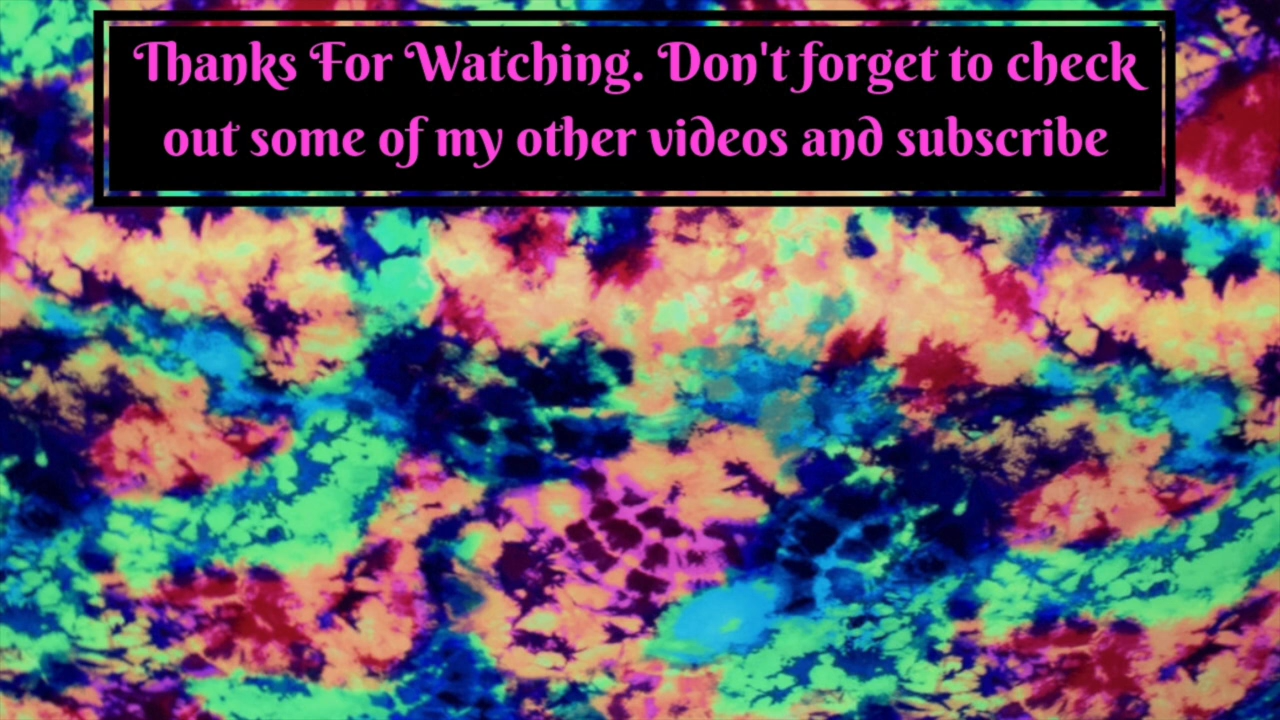 Thanks For Watching. Don't forget to check
out some of my other videos and subscribe